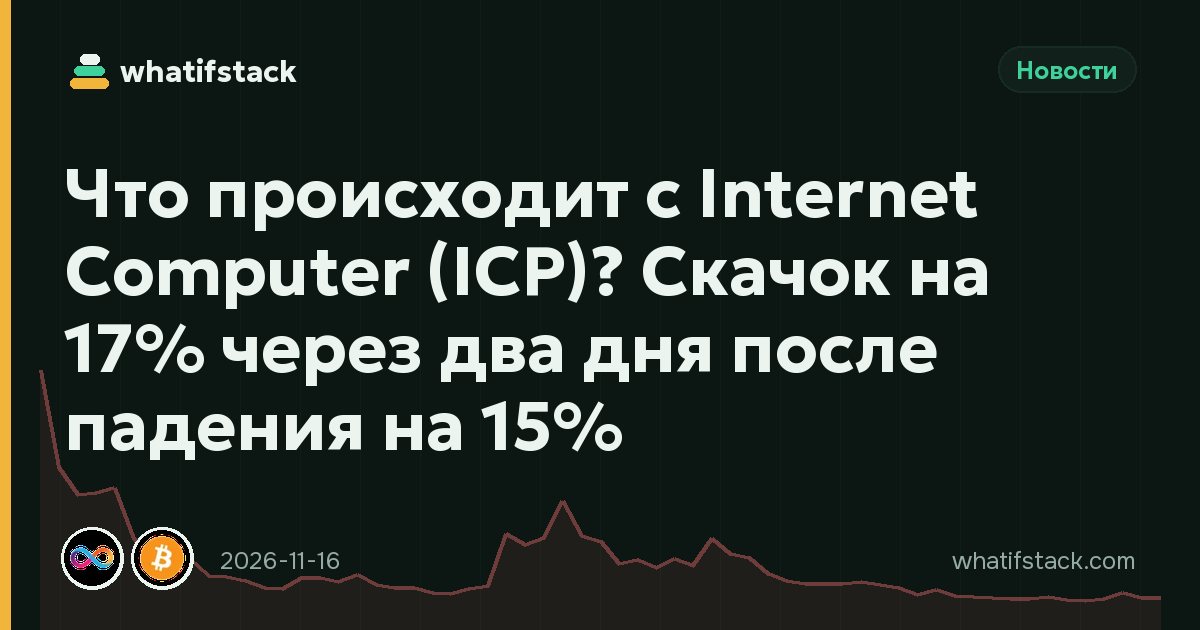 whatifstack
Новости
Что происходит с Internet
Computer (ICP)? Скачок на
17% через два дня после
падения на 15%
2026-11-16
whatifstack.com